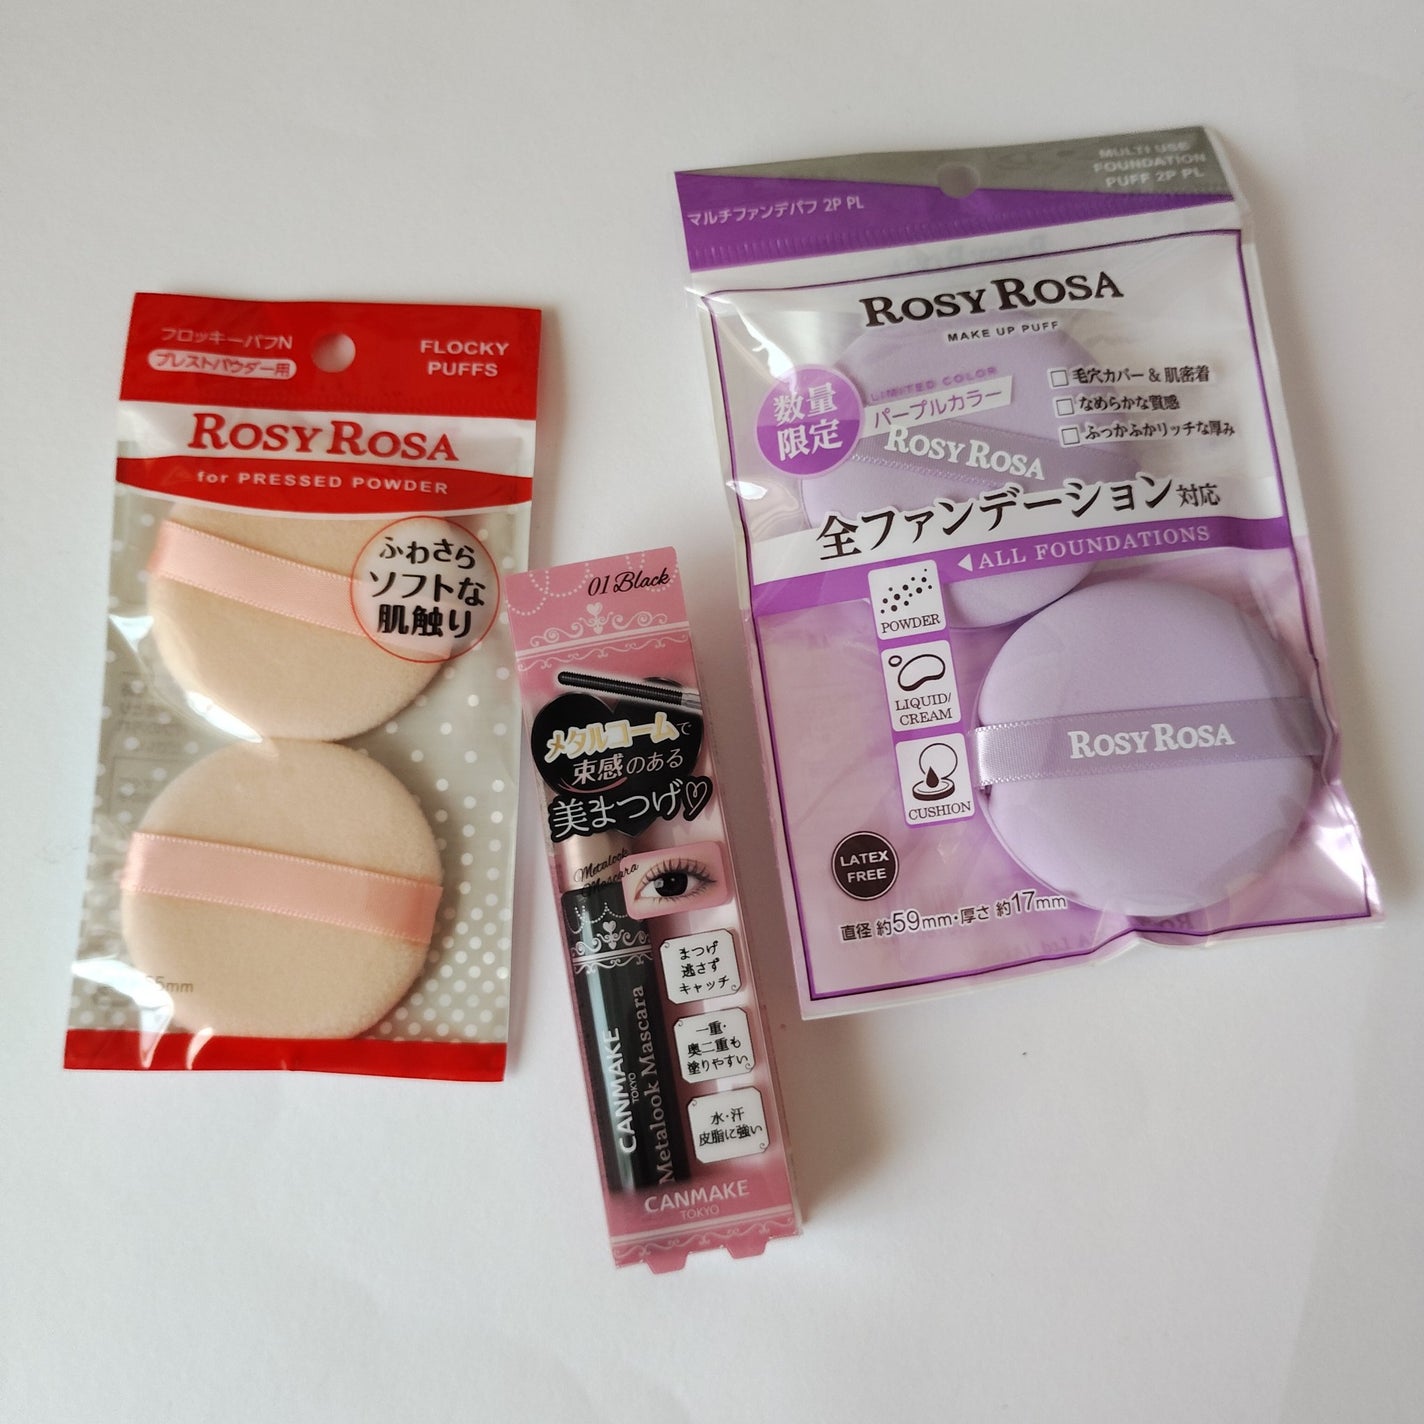 フロッキーパフN
プレストパウダー用
FLOCKY
PUFFS
ROSY ROSA
for PRESSED POWDER
ふわさら
ソフトな
肌触り
01 Black
メタルコームで
束感のある
美まつげ♡
Metalook
Mascara
まつげ
逃さず
キャッチ
一重・
奥二重も
塗りやすい
水・汗
皮脂に強い
CANMAKE
TOKYO
Metalook Mascara
CANMAKE
TOKYO
マルチファンデパフ 2P PL
MULTI USE
FOUNDATION
PUFF 2P PL
ROSY ROSA
MAKE UP PUFF
数量
限定
LIMITED COLOR
パープルカラー
□ 毛穴カバー & 肌密着
□ なめらかな質感
□ ふっかふかリッチな厚み
ROSY ROSA
全ファンデーション対応
◀ALL FOUNDATIONS
POWDER
LIQUID/
CREAM
CUSHION
ROSY ROSA
LATEX
FREE
直径 約59mm・厚さ 約17mm